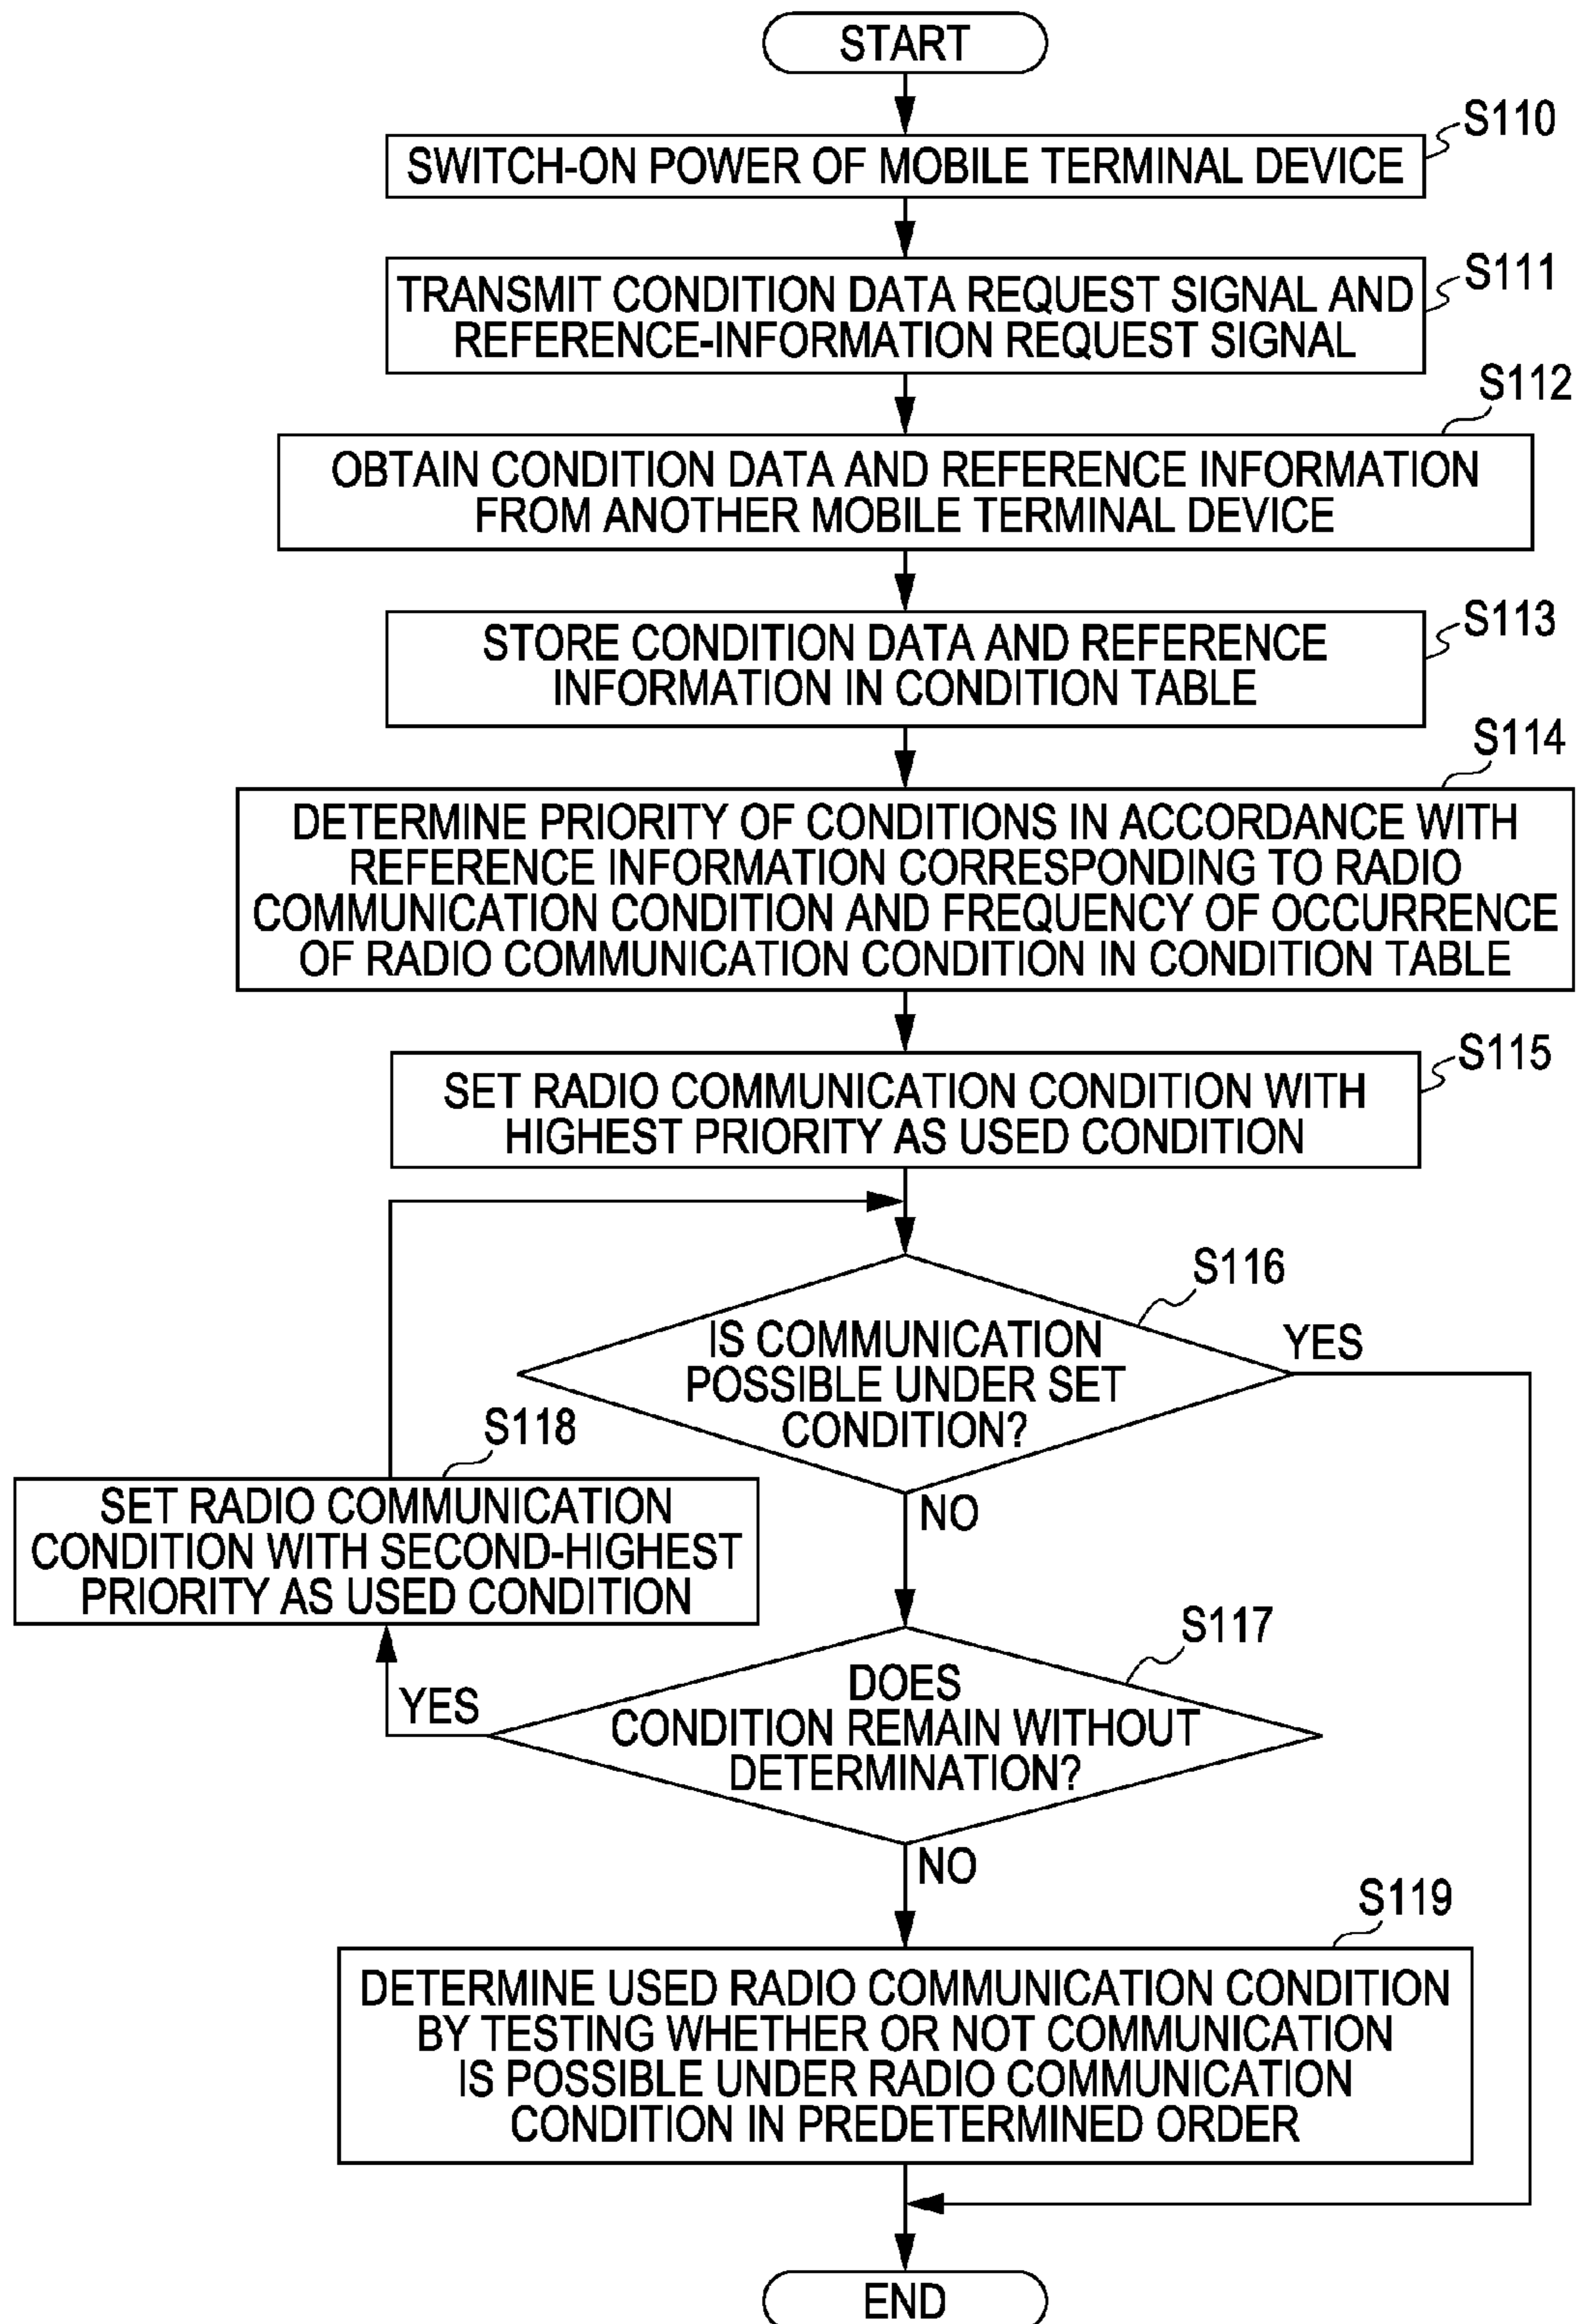 START
S110
SWITCH-ON POWER OF MOBILE TERMINAL DEVICE
S111
TRANSMIT CONDITION DATA REQUEST SIGNAL AND
REFERENCE-INFORMATION REQUEST SIGNAL
S112
OBTAIN CONDITION DATA AND REFERENCE INFORMATION
FROM ANOTHER MOBILE TERMINAL DEVICE
S113
STORE CONDITION DATA AND REFERENCE
INFORMATION IN CONDITION TABLE
S114
DETERMINE PRIORITY OF CONDITIONS IN ACCORDANCE WITH
REFERENCE INFORMATION CORRESPONDING TO RADIO
COMMUNICATION CONDITION AND FREQUENCY OF OCCURRENCE
OF RADIO COMMUNICATION CONDITION IN CONDITION TABLE
S115
SET RADIO COMMUNICATION CONDITION WITH
HIGHEST PRIORITY AS USED CONDITION
S116
IS COMMUNICATION
POSSIBLE UNDER SET
CONDITION?
YES
NO
S118
SET RADIO COMMUNICATION
CONDITION WITH SECOND-HIGHEST
PRIORITY AS USED CONDITION
S117
DOES
CONDITION REMAIN WITHOUT
DETERMINATION?
YES
NO
S119
DETERMINE USED RADIO COMMUNICATION CONDITION
BY TESTING WHETHER OR NOT COMMUNICATION
IS POSSIBLE UNDER RADIO COMMUNICATION
CONDITION IN PREDETERMINED ORDER
END